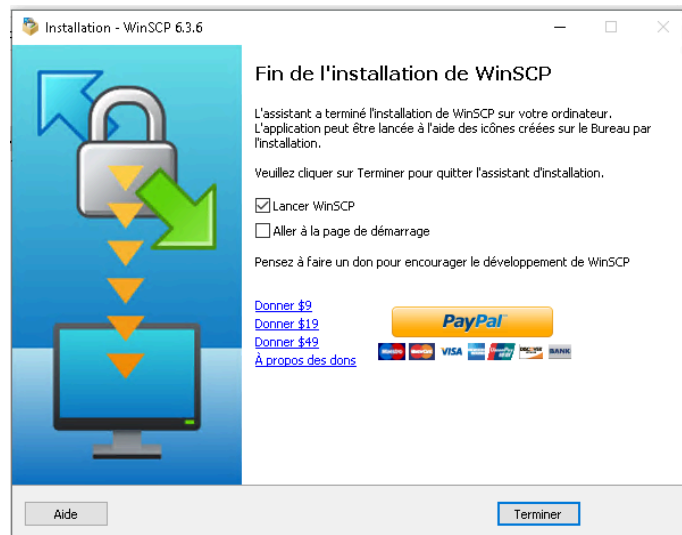 Installation - WinSCP 6.3.6
Fin de l'installation de WinSCP
L'assistant a terminé l'installation de WinSCP sur votre ordinateur.
L'application peut être lancée à l'aide des icônes créées sur le Bureau par
l'installation.
Veuillez cliquer sur Terminer pour quitter l'assistant d'installation.
Lancer WinSCP
Aller à la page de démarrage
Pensez à faire un don pour encourager le développement de WinSCP
Donner $9
Donner $19
Donner $49
À propos des dons
PayPal
VISA
BANK
Aide
Terminer